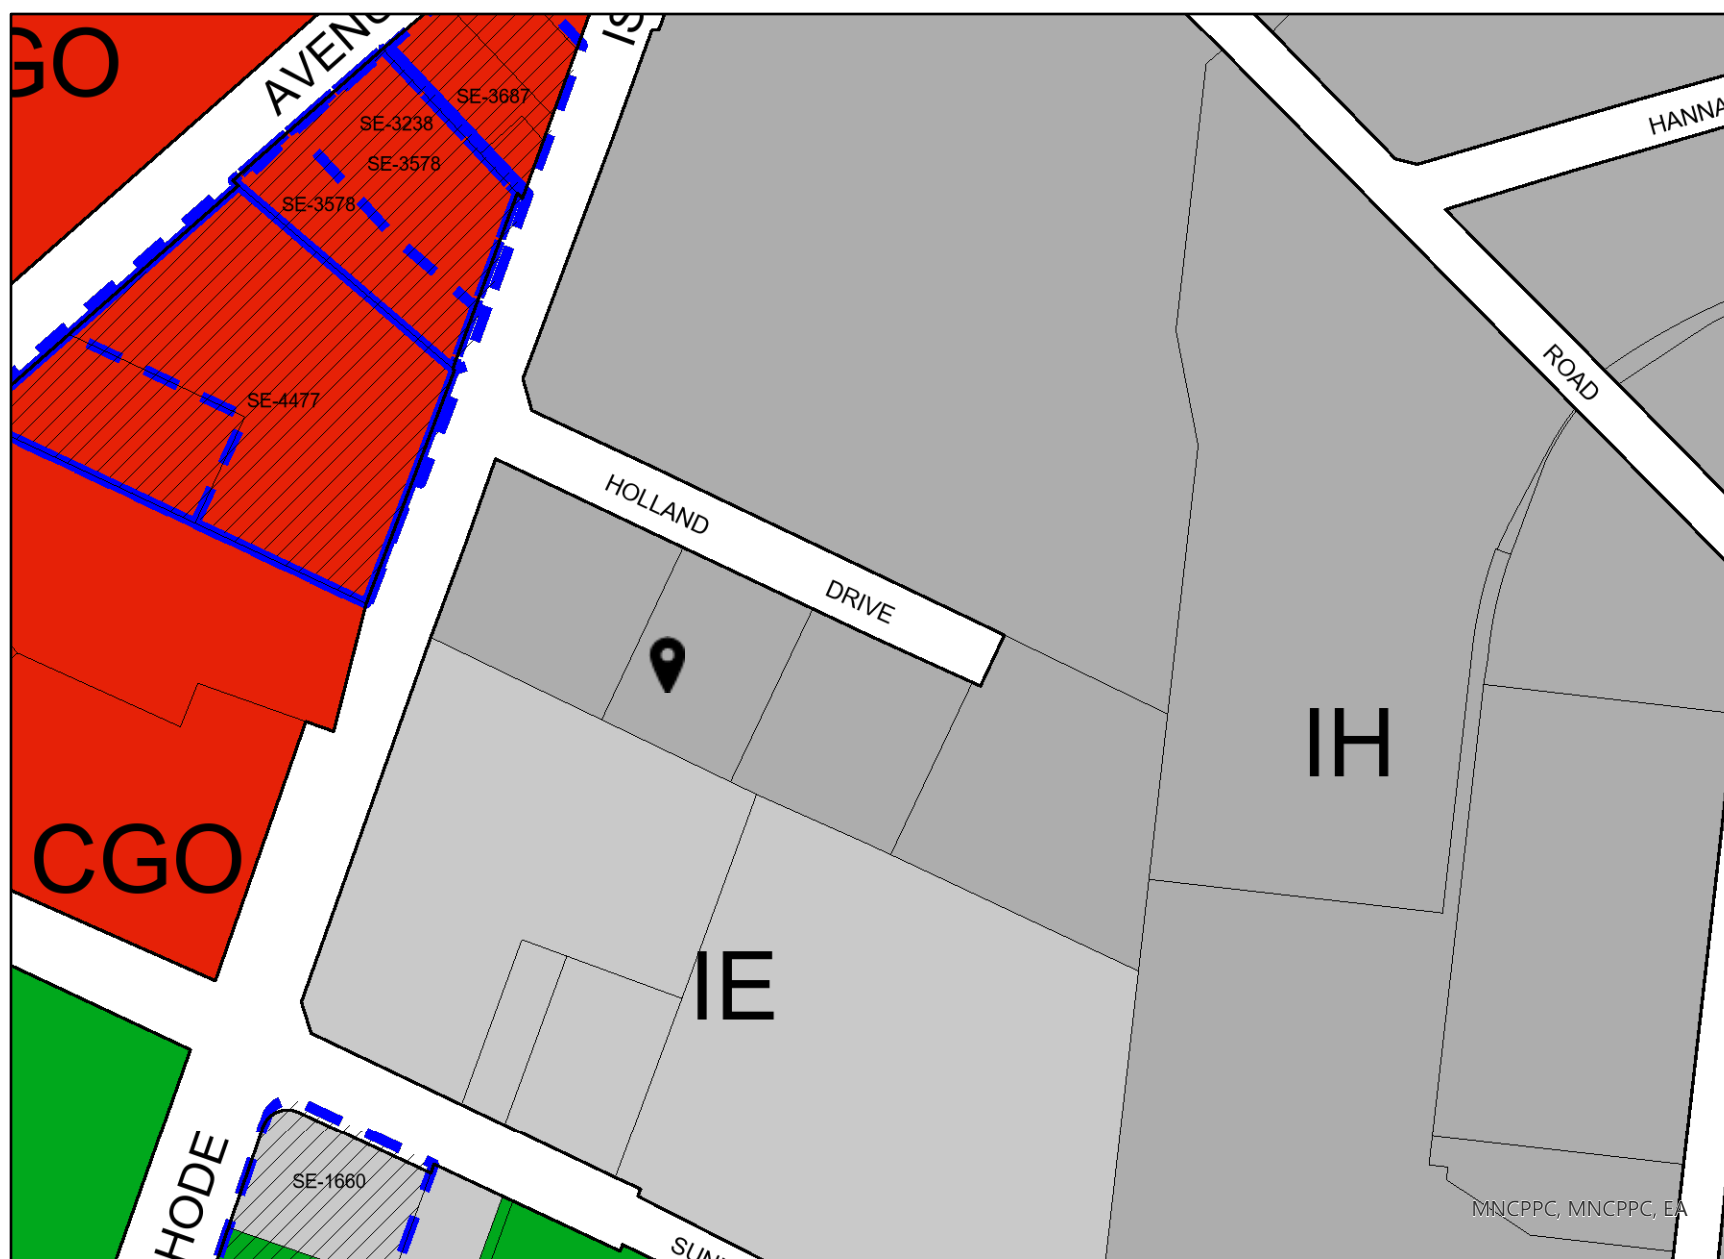 GO
AVENU
IS
SE-3687
SE-3238
SE-3578
SE-3578
HANNA
ROAD
SE-4477
HOLLAND
DRIVE
IH
CGO
IE
HODE
SE-1660
SUN
MNCPPC, MNCPPC, EA